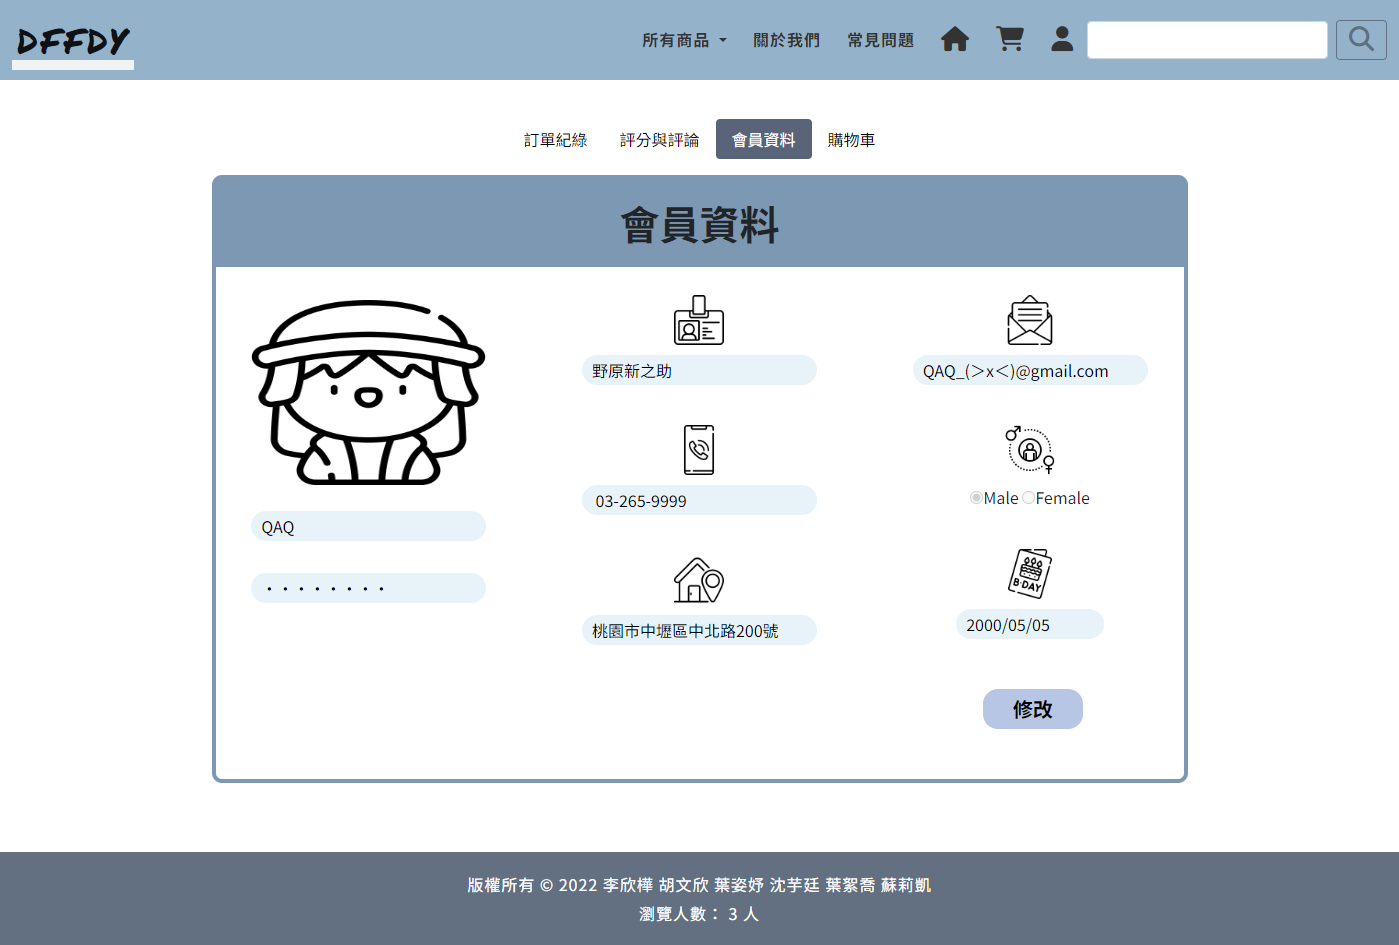 DFFDY
所有商品
關於我們
常見問題
訂單紀綠
評分與評論
會員資料
購物車
會員資料
QAQ
・・・・・・・・
野原新之助
03-265-9999
桃園市中壢區中北路200號
QAQ_(＞x＜)@gmail.com
Male Female
B-DAY
2000/05/05
修改
版權所有 © 2022 李欣樺 胡文欣 葉姿妤 沈芋廷 葉絮喬 蘇莉凱
瀏覽人數： 3 人